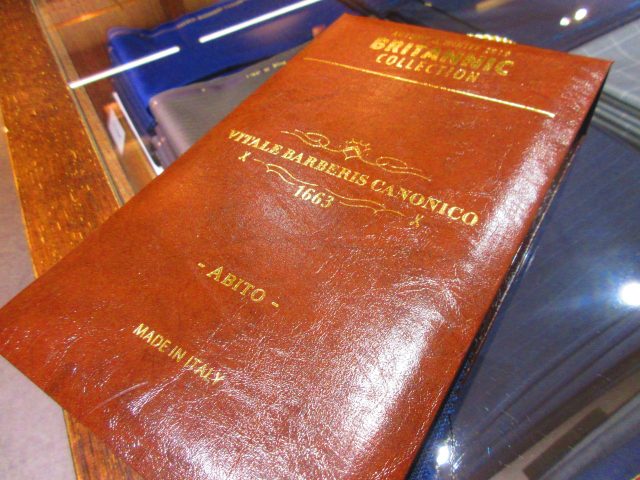 BRITANNIC
COLLECTION
VITALE BARBERIS CANONICO
1663
- ABITO -
MADE IN ITALY